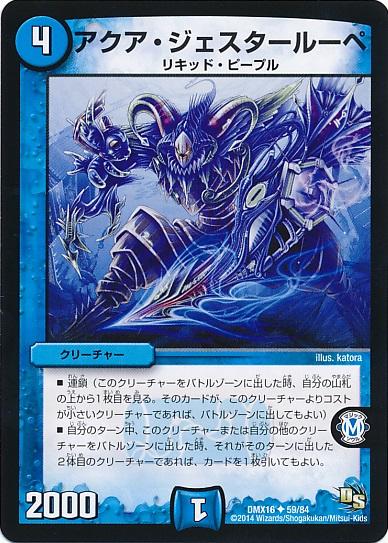 4
アクア・ジェスタールーペ
リキッド・ピープル
illus. katora
クリーチャー
■連鎖（このクリーチャーをバトルゾーンに出した時、自分の山札
の上から1枚目を見る。そのカードが、このクリーチャーよりコスト
が小さいクリーチャーであれば、バトルゾーンに出してもよい）
■自分のターン中、このクリーチャーまたは自分の他のクリー
チャーをバトルゾーンに出した時、それがそのターンに出した
2体目のクリーチャーであれば、カードを1枚引いてもよい。
M
DS
2000
1
DMX16 ◆ 59/84
©2014 Wizards/Shogakukan/Mitsui-Kids